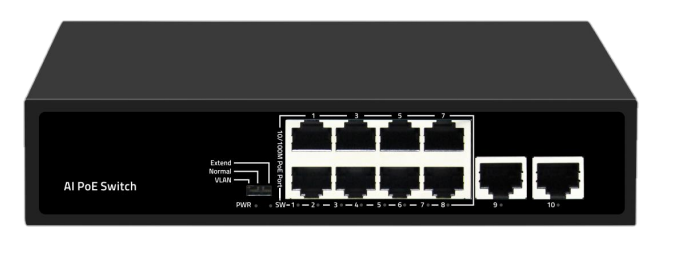 1 3 5 7
10/100M PoE Port
Extend
Normal
VLAN
AI PoE Switch
PWR SW 1 2 3 4 5 6 7 8 9 10